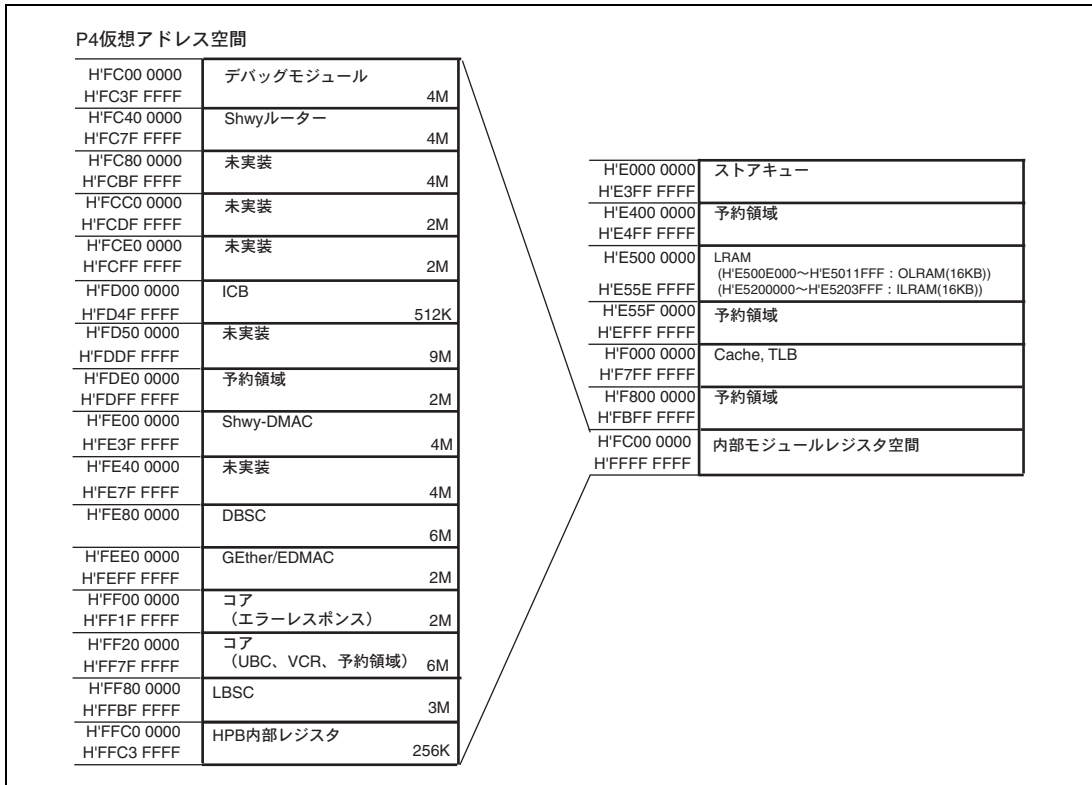 P4仮想アドレス空間
H'FC00 0000 デバッグモジュール
H'FC3F FFFF 4M
H'FC40 0000 Shwyルーター
H'FC7F FFFF 4M
H'FC80 0000 未実装
H'FCBF FFFF 4M
H'FCC0 0000 未実装
H'FCDF FFFF 2M
H'FCE0 0000 未実装
H'FCFF FFFF 2M
H'FD00 0000 ICB
H'FD4F FFFF 512K
H'FD50 0000 未実装
H'FDDF FFFF 9M
H'FDE0 0000 予約領域
H'FDFF FFFF 2M
H'FE00 0000 Shwy-DMAC
H'FE3F FFFF 4M
H'FE40 0000 未実装
H'FE7F FFFF 4M
H'FE80 0000 DBSC
6M
H'FEE0 0000 GEther/EDMAC
H'FEFF FFFF 2M
H'FF00 0000 コア
H'FF1F FFFF （エラーレスポンス） 2M
H'FF20 0000 コア
H'FF7F FFFF （UBC、VCR、予約領域） 6M
H'FF80 0000 LBSC
H'FFBF FFFF 3M
H'FFC0 0000 HPB内部レジスタ
H'FFC3 FFFF 256K
H'E000 0000 ストアキュー
H'E3FF FFFF
H'E400 0000 予約領域
H'E4FF FFFF
H'E500 0000 LRAM
(H'E500E000～H'E5011FFF：OLRAM(16KB))
H'E55E FFFF (H'E5200000～H'E5203FFF：ILRAM(16KB))
H'E55F 0000 予約領域
H'EFFF FFFF
H'F000 0000 Cache, TLB
H'F7FF FFFF
H'F800 0000 予約領域
H'FBFF FFFF
H'FC00 0000 内部モジュールレジスタ空間
H'FFFF FFFF